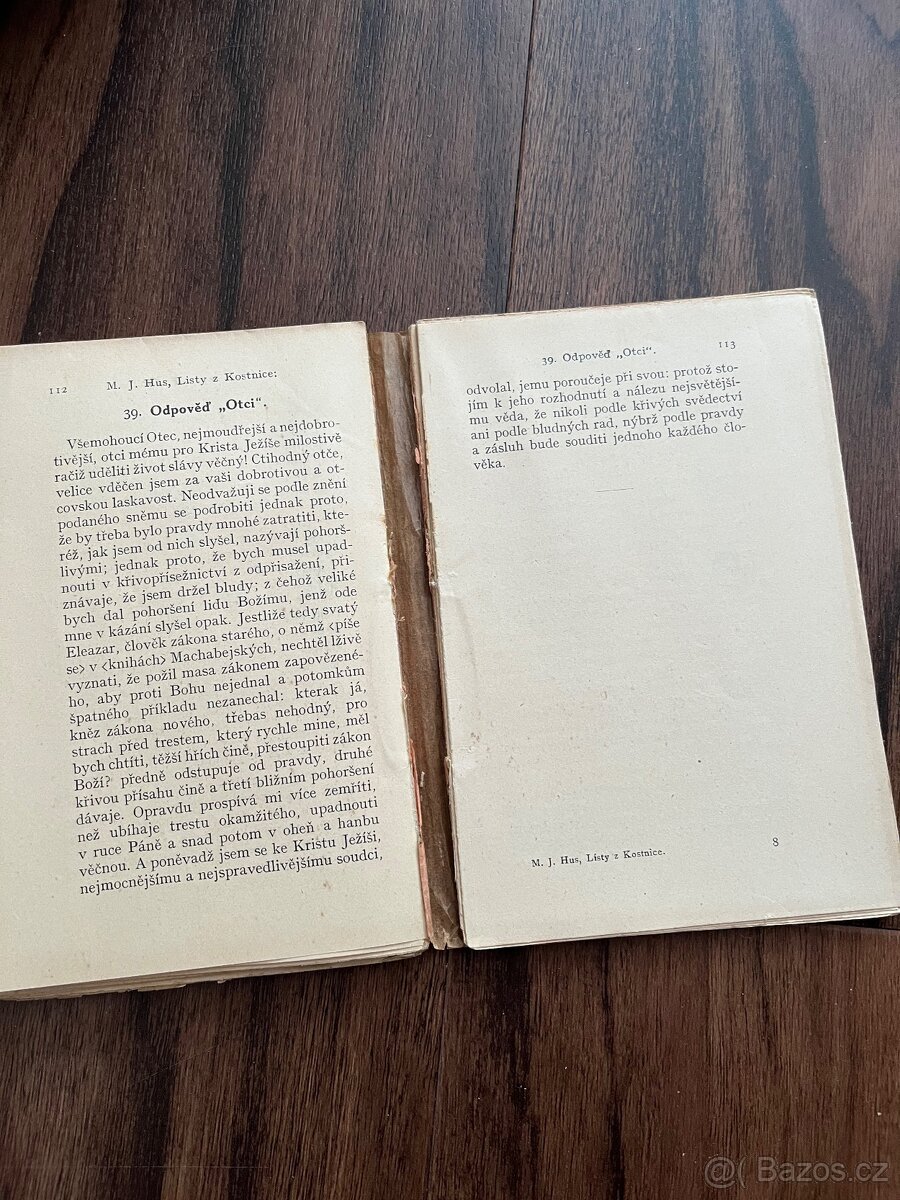 112 M. J. Hus, Listy z Kostnice:
39. Odpověď „Otci“.
Všemohoucí Otec, nejmoudřejší a nejdobro-
tivější, otci mému pro Krista Ježíše milostivě
račiž uděliti život slávy věčný! Ctihodný otče,
velice vděčen jsem za vaši dobrotivou a ot-
covskou laskavost. Neodvažuji se podle znění
podaného sněmu se podrobiti jednak proto,
že by třeba bylo pravdy mnohé zatratiti, kte-
réž, jak jsem od nich slyšel, nazývají pohorš-
livými; jednak proto, že bych musel upad-
nouti v křivopřísežnictví z odpřisažení, při-
znávaje, že jsem držel bludy; z čehož veliké
bych dal pohoršení lidu Božímu, jenž ode
mne v kázání slyšel opak. Jestliže tedy svatý
Eleazar, člověk zákona starého, o němž <píše
se> v <knihách> Machabejských, nechtěl lživě
vyznati, že požil masa zákonem zapovězené-
ho, aby proti Bohu nejednal a potomkům
špatného příkladu nezanechal: kterak já,
kněz zákona nového, třebas nehodný, pro
strach před trestem, který rychle mine, měl
bych chtíti, těžší hřích čině, přestoupiti zákon
Boží? předně odstupuje od pravdy, druhé
křivou přísahu čině a třetí bližním pohoršení
dávaje. Opravdu prospívá mi více zemříti,
než ubíhaje trestu okamžitého, upadnouti
v ruce Páně a snad potom v oheň a hanbu
věčnou. A poněvadž jsem se ke Kristu Ježíši,
nejmocnějšímu a nejspravedlivějšímu soudci,
39. Odpověď „Otci“. 113
odvolal, jemu poroučeje při svou: protož sto-
jím k jeho rozhodnutí a nálezu nejsvětější-
mu věda, že nikoli podle křivých svědectví
ani podle bludných rad, nýbrž podle pravdy
a zásluh bude souditi jednoho každého člo-
věka.
M. J. Hus, Listy z Kostnice. 8
@( Bazos.cz